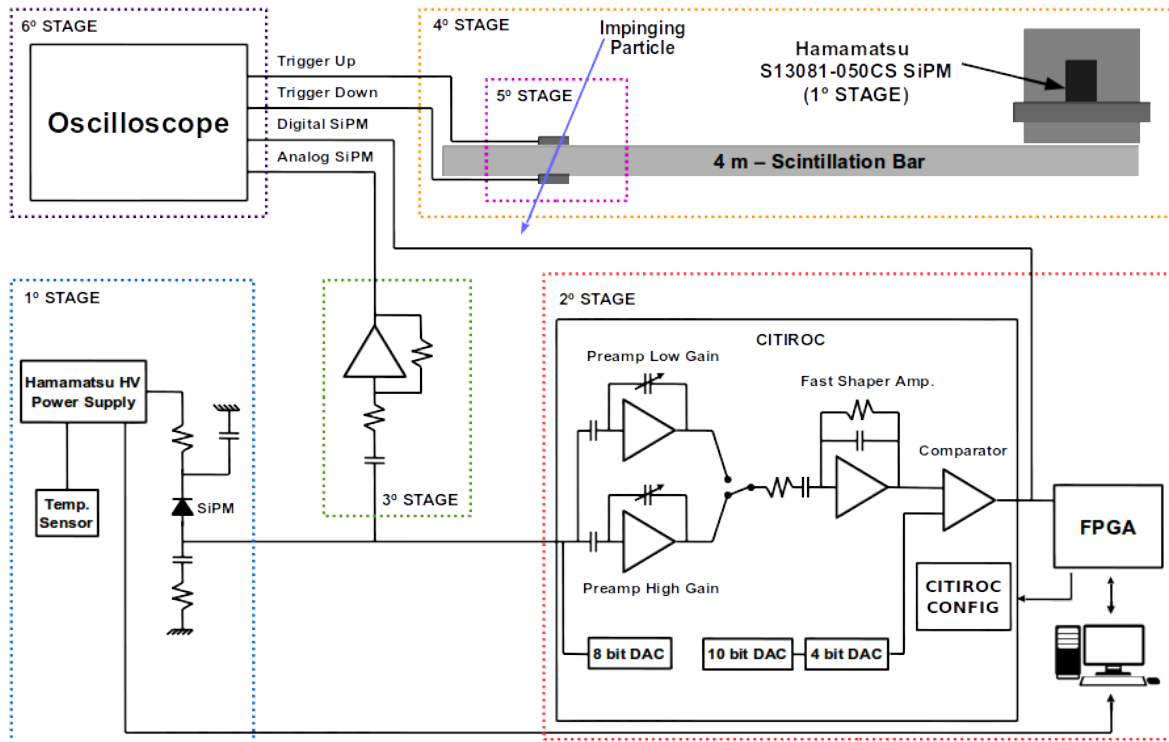 6º STAGE
Oscilloscope
Trigger Up
Trigger Down
Digital SiPM
Analog SiPM
4º STAGE
Impinging
Particle
5º STAGE
Hamamatsu
S13081-050CS SiPM
(1º STAGE)
4 m – Scintillation Bar
1º STAGE
Hamamatsu HV
Power Supply
Temp.
Sensor
SiPM
3º STAGE
2º STAGE
CITIROC
Preamp Low Gain
Fast Shaper Amp.
Comparator
Preamp High Gain
FPGA
CITIROC
CONFIG
8 bit DAC
10 bit DAC
4 bit DAC